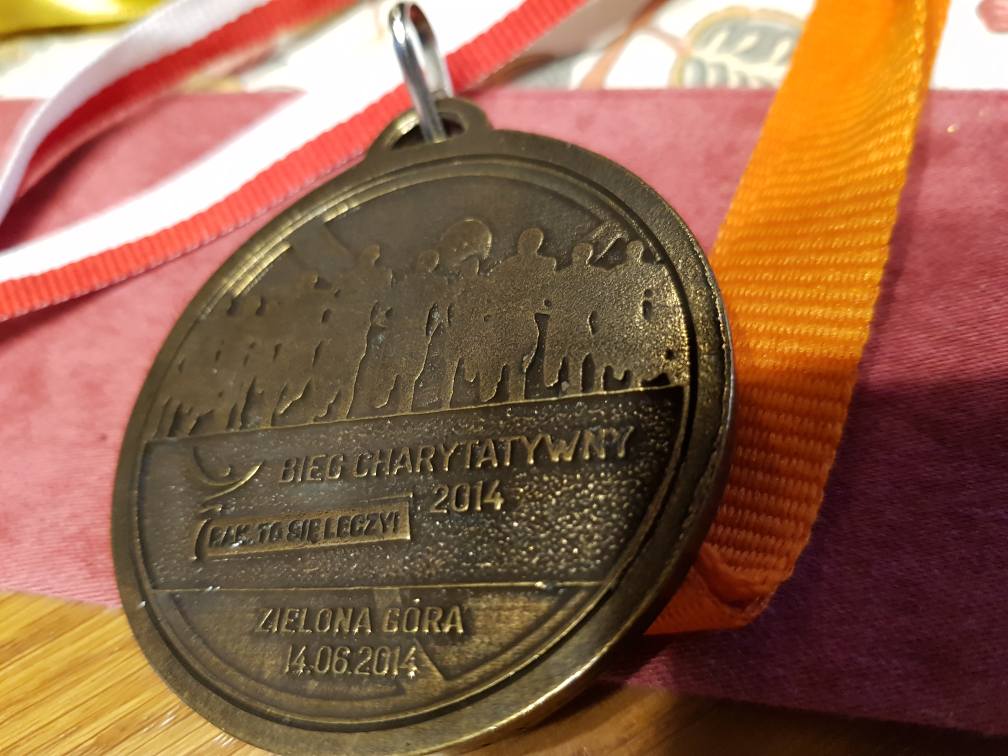 BIEG CHARYTATYWNY
2014
RAK. TO SIĘ LECZY!
ZIELONA GÓRA
14.06.2014